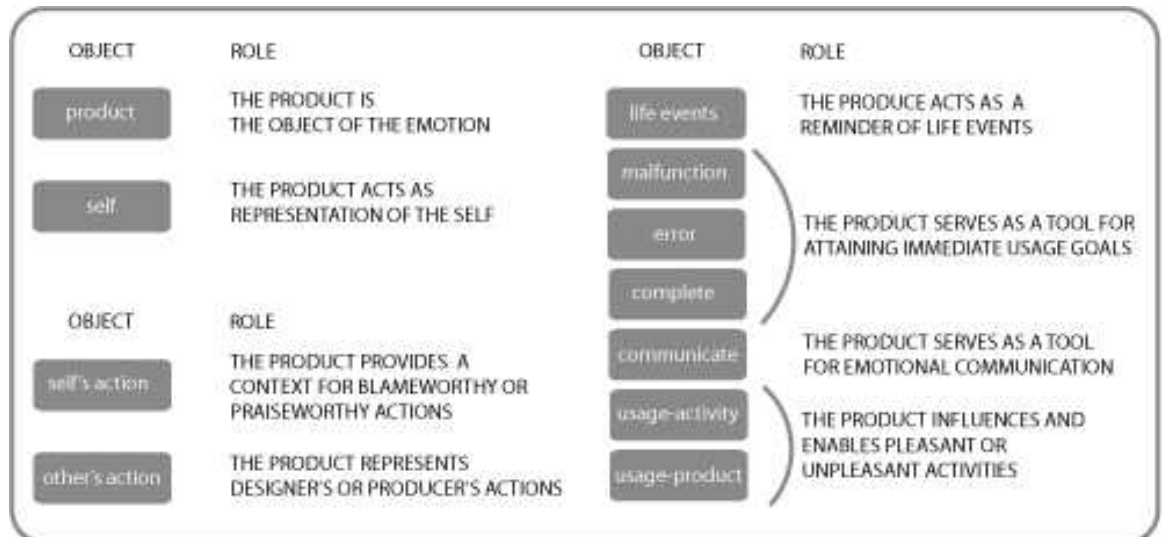 OBJECT ROLE
product
THE PRODUCT IS
THE OBJECT OF THE EMOTION
self
THE PRODUCT ACTS AS
REPRESENTATION OF THE SELF
OBJECT ROLE
self's action
THE PRODUCT PROVIDES A
CONTEXT FOR BLAMEWORTHY OR
PRAISEWORTHY ACTIONS
other's action
THE PRODUCT REPRESENTS
DESIGNER'S OR PRODUCER'S ACTIONS
OBJECT ROLE
life events
THE PRODUCE ACTS AS A
REMINDER OF LIFE EVENTS
malfunction
error
complete
THE PRODUCT SERVES AS A TOOL FOR
ATTAINING IMMEDIATE USAGE GOALS
communicate
THE PRODUCT SERVES AS A TOOL
FOR EMOTIONAL COMMUNICATION
usage-activity
usage-product
THE PRODUCT INFLUENCES AND
ENABLES PLEASANT OR
UNPLEASANT ACTIVITIES